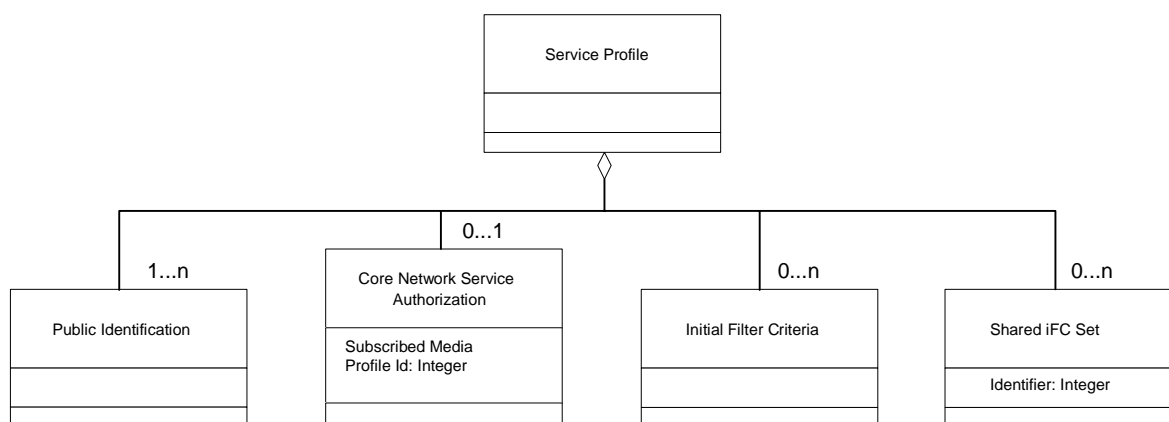 Service Profile
0...1
1...n
0...n
0...n
Core Network Service
Authorization
Public Identification
Initial Filter Criteria
Shared iFC Set
Subscribed Media
Profile Id: Integer
Identifier: Integer